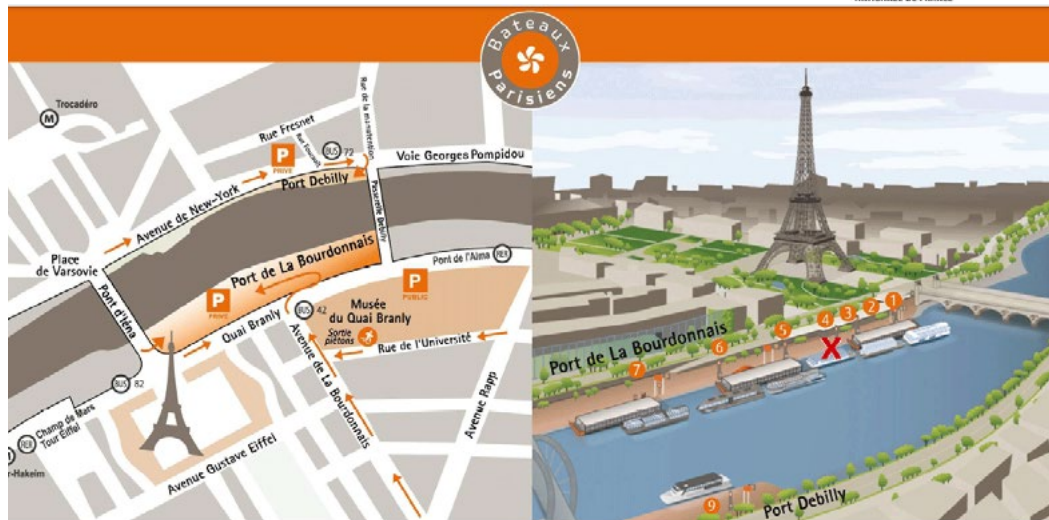 Bateaux
Parisiens
Trocadéro
M
Rue Fresnel
Rue de la manutention
BUS 72
P
PRIVÉ
Voie Georges Pompidou
Port Debilly
Avenue de New-York
Passerelle Debilly
Place
de Varsovie
Port de La Bourdonnais
Pont de l'Alma RER
P
PRIVÉ
P
PUBLIC
Pont d'Iéna
Quai Branly
BUS 42
Musée
du Quai Branly
Sortie
piétons
Rue de l'Université
BUS 82
Avenue de La Bourdonnais
Avenue Rapp
RER
Champ de Mars
Tour Eiffel
r-Hakeim
Avenue Gustave Eiffel
1
2
3
4
5
6
7
X
Port de La Bourdonnais
9
Port Debilly